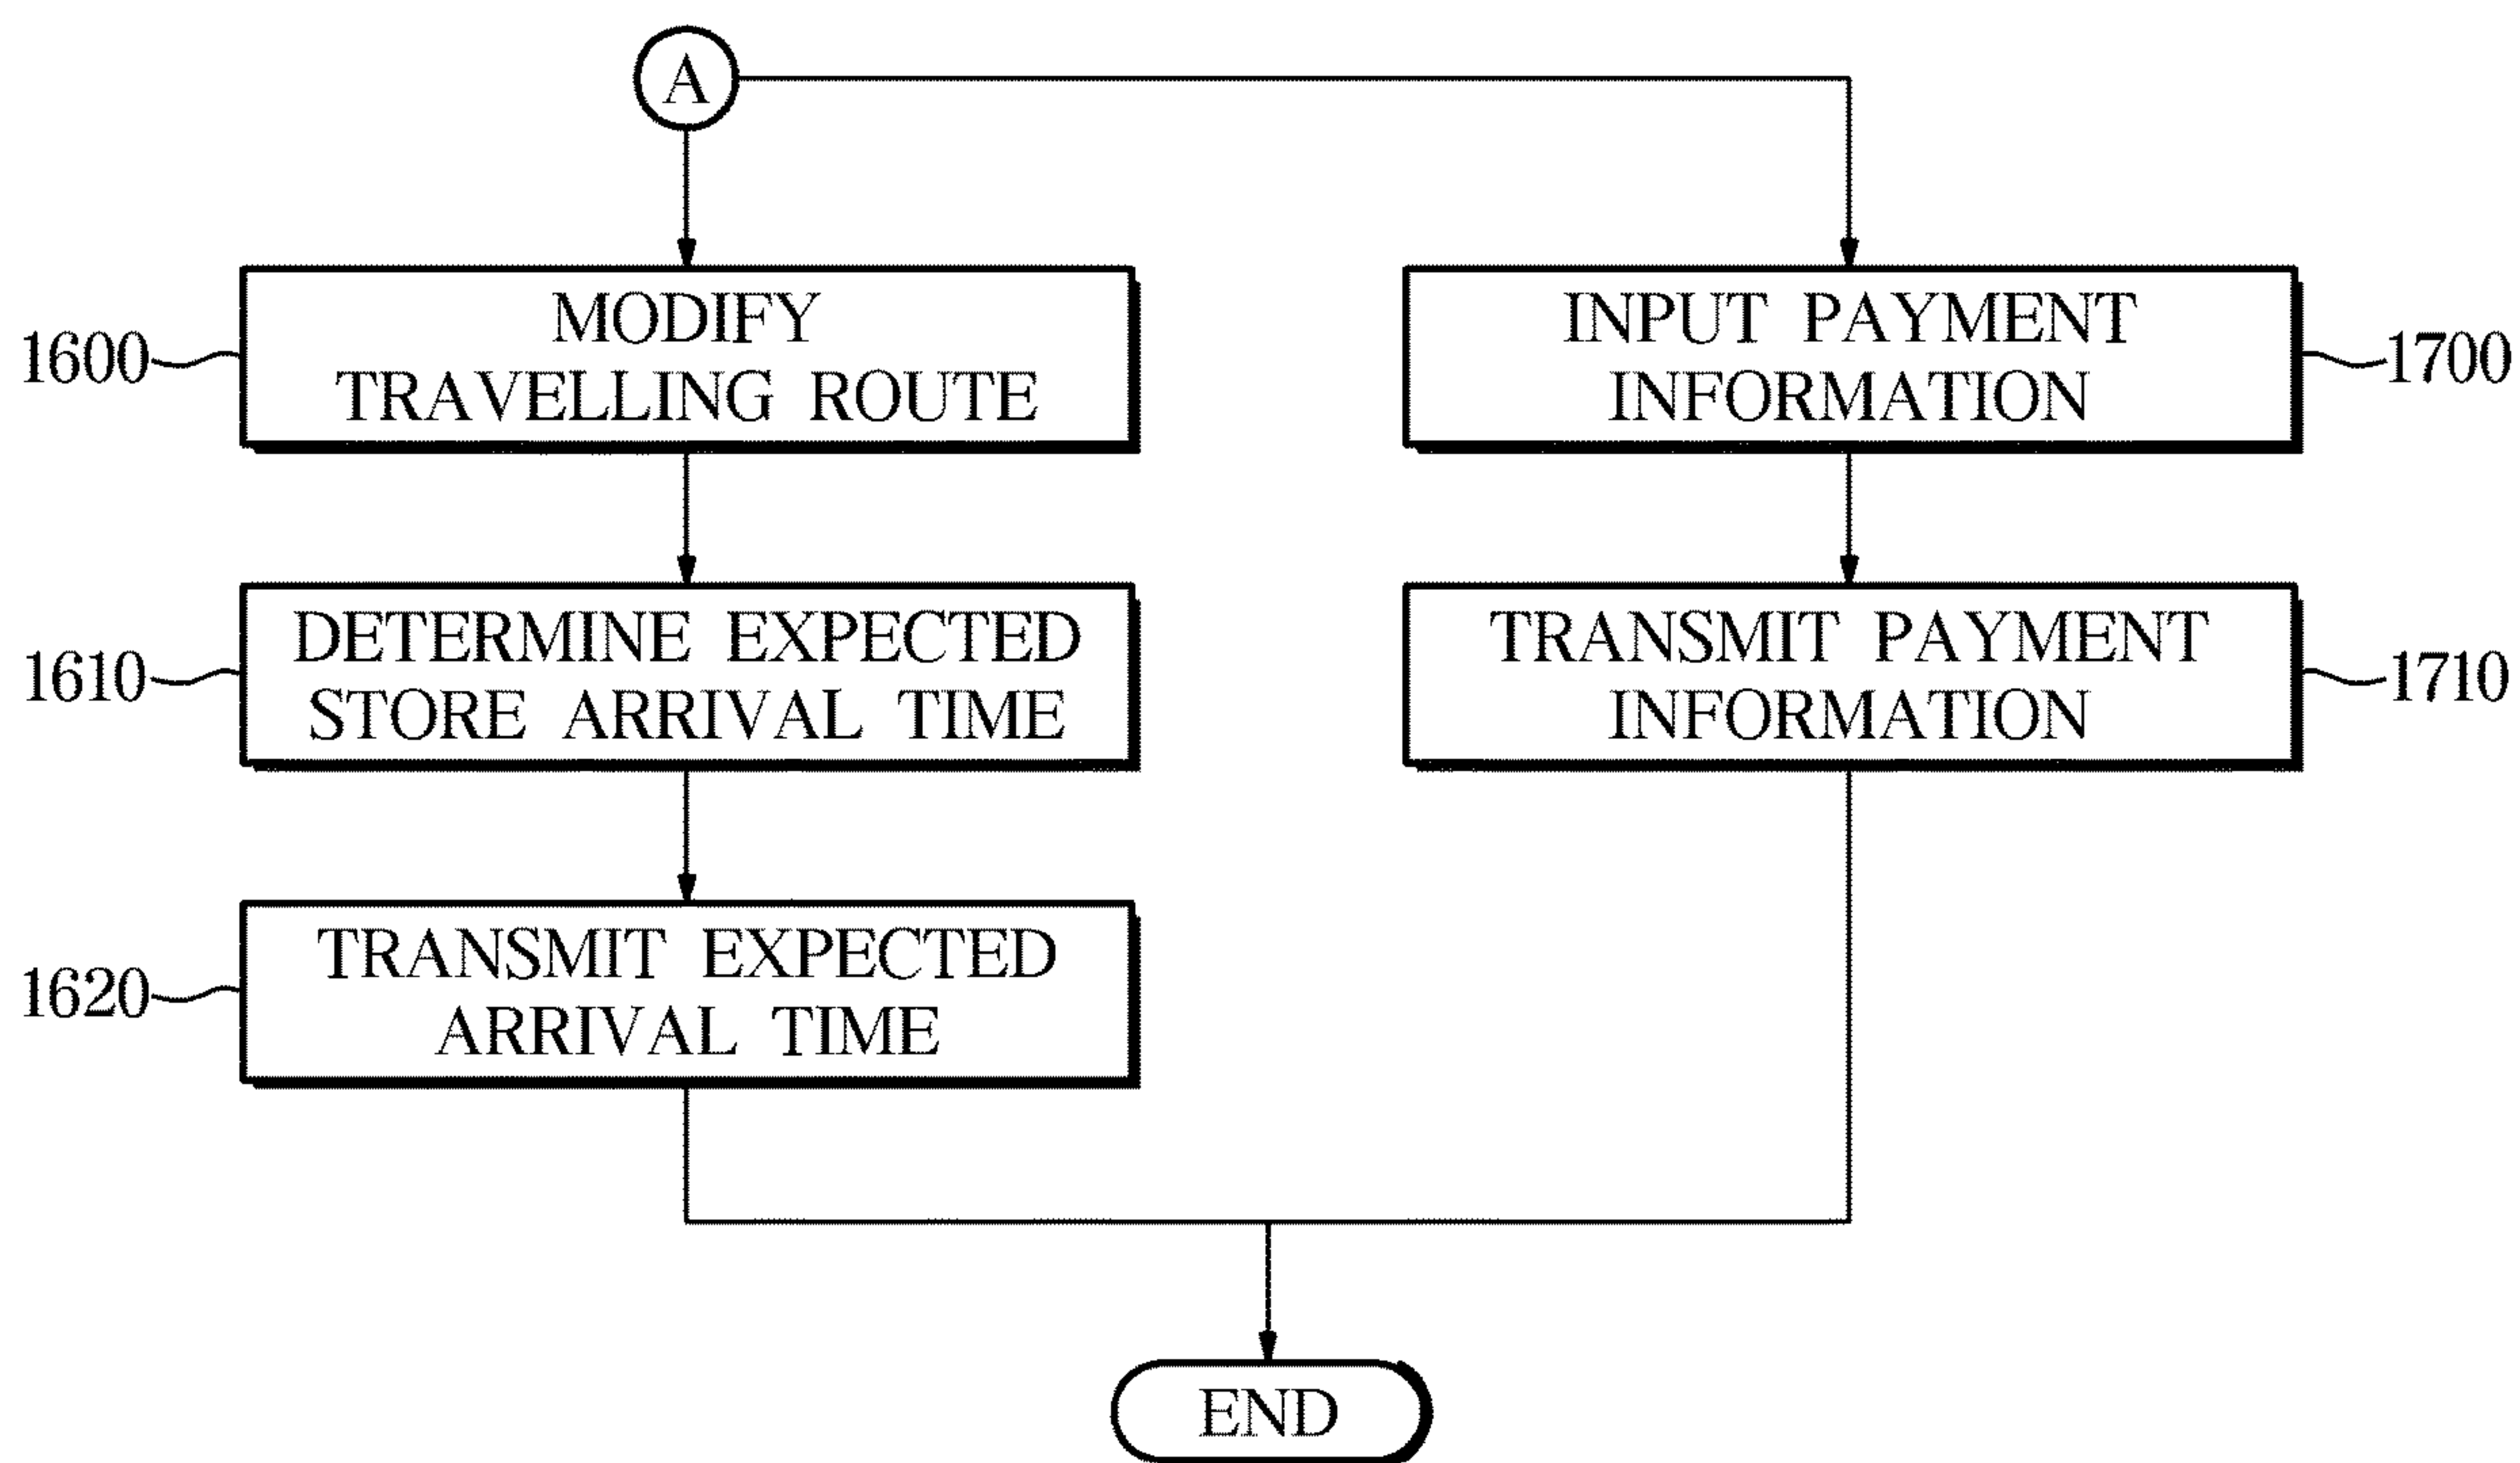 A
1600
MODIFY
TRAVELLING ROUTE
INPUT PAYMENT
INFORMATION
1700
1610
DETERMINE EXPECTED
STORE ARRIVAL TIME
TRANSMIT PAYMENT
INFORMATION
1710
1620
TRANSMIT EXPECTED
ARRIVAL TIME
END